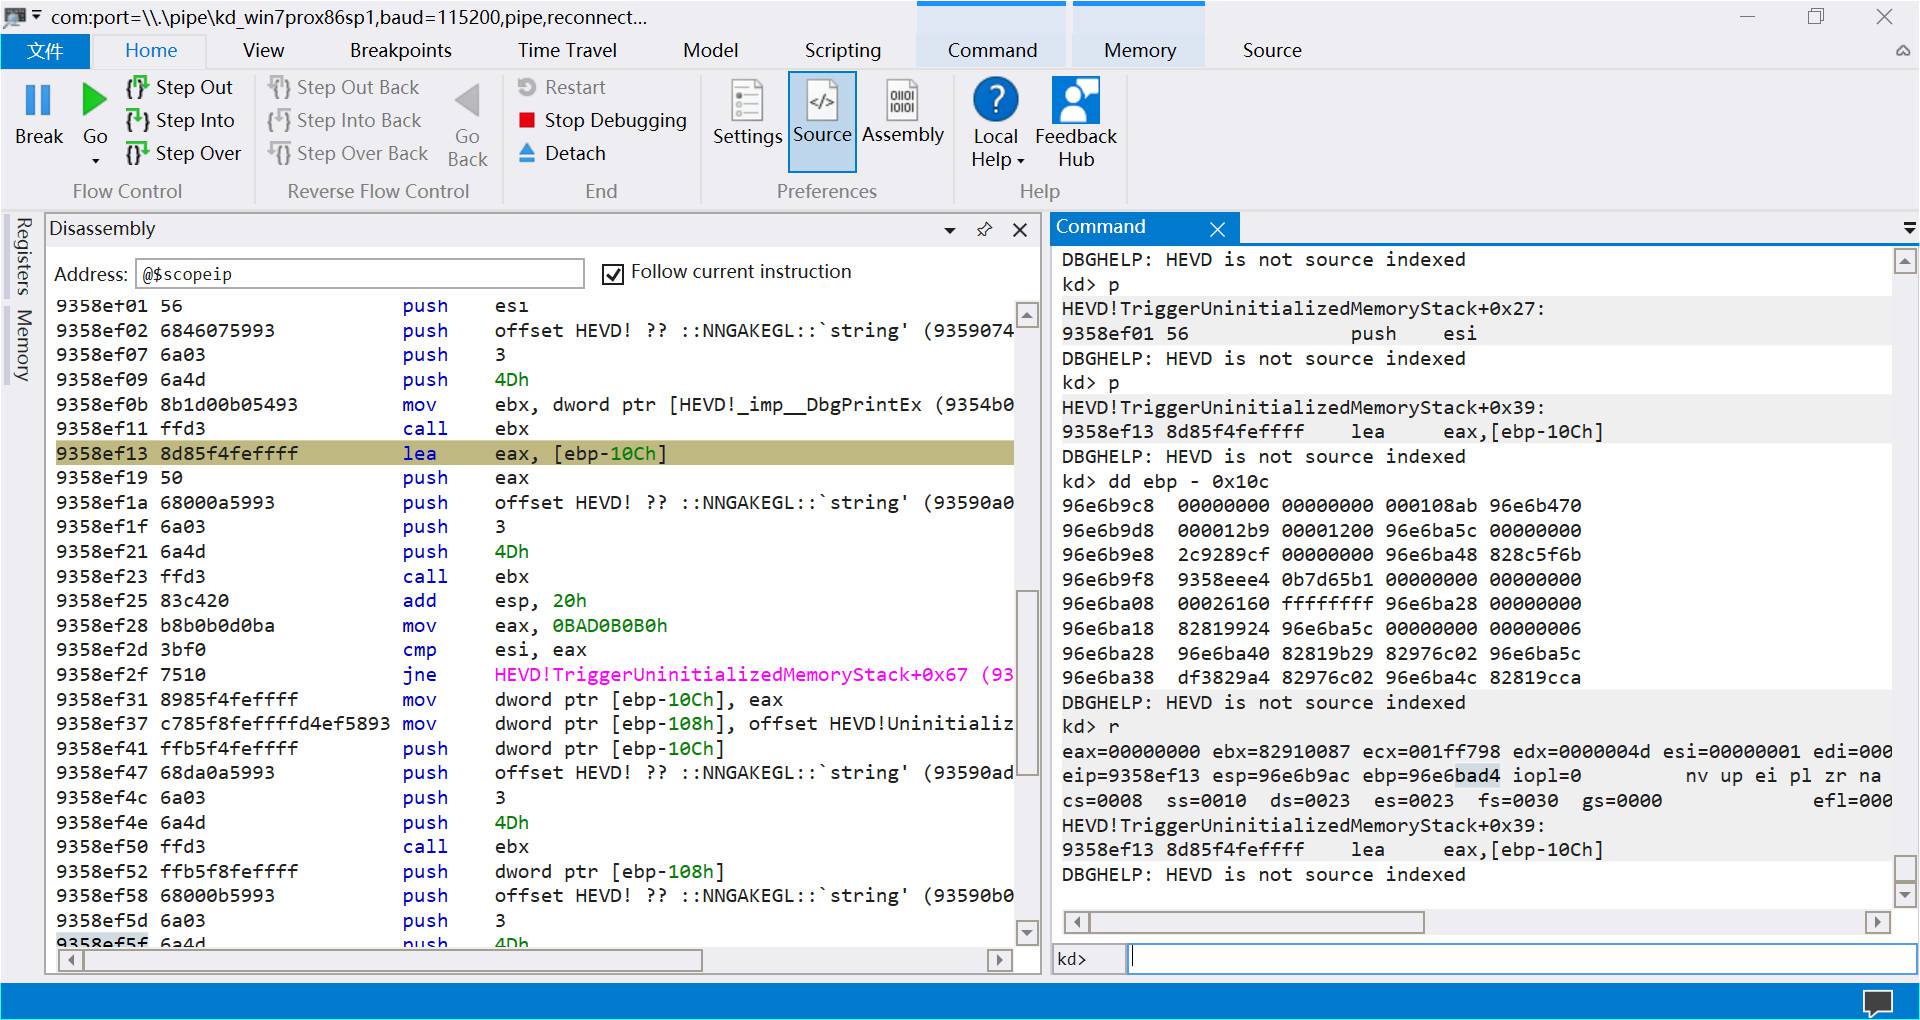 com:port=\\.\pipe\kd_win7prox86sp1,baud=115200,pipe,reconnect...
文件 Home View Breakpoints Time Travel Model Scripting Command Memory Source
Break
Go
Step Out
Step Into
Step Over
Flow Control
Step Out Back
Step Into Back
Step Over Back
Go Back
Reverse Flow Control
Restart
Stop Debugging
Detach
End
Settings
Source
Assembly
Preferences
Local Help
Feedback Hub
Help
Registers
Memory
Disassembly
Address: @$scopeip Follow current instruction
9358ef01 56 push esi
9358ef02 6846075993 push offset HEVD! ?? ::NNGAKEGL::`string' (9359074
9358ef07 6a03 push 3
9358ef09 6a4d push 4Dh
9358ef0b 8b1d00b05493 mov ebx, dword ptr [HEVD!_imp__DbgPrintEx (9354b0
9358ef11 ffd3 call ebx
9358ef13 8d85f4feffff lea eax, [ebp-10Ch]
9358ef19 50 push eax
9358ef1a 68000a5993 push offset HEVD! ?? ::NNGAKEGL::`string' (93590a0
9358ef1f 6a03 push 3
9358ef21 6a4d push 4Dh
9358ef23 ffd3 call ebx
9358ef25 83c420 add esp, 20h
9358ef28 b8b0b0d0ba mov eax, 0BAD0B0B0h
9358ef2d 3bf0 cmp esi, eax
9358ef2f 7510 jne HEVD!TriggerUninitializedMemoryStack+0x67 (93
9358ef31 8985f4feffff mov dword ptr [ebp-10Ch], eax
9358ef37 c785f8feffffd4ef5893 mov dword ptr [ebp-108h], offset HEVD!Uninitializ
9358ef41 ffb5f4feffff push dword ptr [ebp-10Ch]
9358ef47 68da0a5993 push offset HEVD! ?? ::NNGAKEGL::`string' (93590ad
9358ef4c 6a03 push 3
9358ef4e 6a4d push 4Dh
9358ef50 ffd3 call ebx
9358ef52 ffb5f8feffff push dword ptr [ebp-108h]
9358ef58 68000b5993 push offset HEVD! ?? ::NNGAKEGL::`string' (93590b0
9358ef5d 6a03 push 3
9358ef5f 6a4d push 4Dh
Command
DBGHELP: HEVD is not source indexed
kd> p
HEVD!TriggerUninitializedMemoryStack+0x27:
9358ef01 56 push esi
DBGHELP: HEVD is not source indexed
kd> p
HEVD!TriggerUninitializedMemoryStack+0x39:
9358ef13 8d85f4feffff lea eax,[ebp-10Ch]
DBGHELP: HEVD is not source indexed
kd> dd ebp - 0x10c
96e6b9c8 00000000 00000000 000108ab 96e6b470
96e6b9d8 000012b9 00001200 96e6ba5c 00000000
96e6b9e8 2c9289cf 00000000 96e6ba48 828c5f6b
96e6b9f8 9358eee4 0b7d65b1 00000000 00000000
96e6ba08 00026160 ffffffff 96e6ba28 00000000
96e6ba18 82819924 96e6ba5c 00000000 00000006
96e6ba28 96e6ba40 82819b29 82976c02 96e6ba5c
96e6ba38 df3829a4 82976c02 96e6ba4c 82819cca
DBGHELP: HEVD is not source indexed
kd> r
eax=00000000 ebx=82910087 ecx=001ff798 edx=0000004d esi=00000001 edi=000
eip=9358ef13 esp=96e6b9ac ebp=96e6bad4 iopl=0 nv up ei pl zr na
cs=0008 ss=0010 ds=0023 es=0023 fs=0030 gs=0000 efl=000
HEVD!TriggerUninitializedMemoryStack+0x39:
9358ef13 8d85f4feffff lea eax,[ebp-10Ch]
DBGHELP: HEVD is not source indexed
kd>